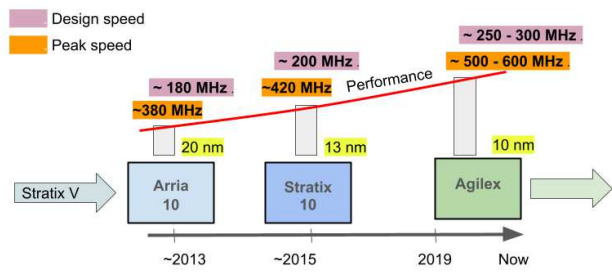 Design speed
Peak speed
~ 180 MHz .
~ 200 MHz .
~ 250 - 300 MHz .
~380 MHz
~420 MHz
~ 500 - 600 MHz .
Performance
20 nm
13 nm
10 nm
Stratix V
Arria
10
Stratix
10
Agilex
~2013
~2015
2019
Now